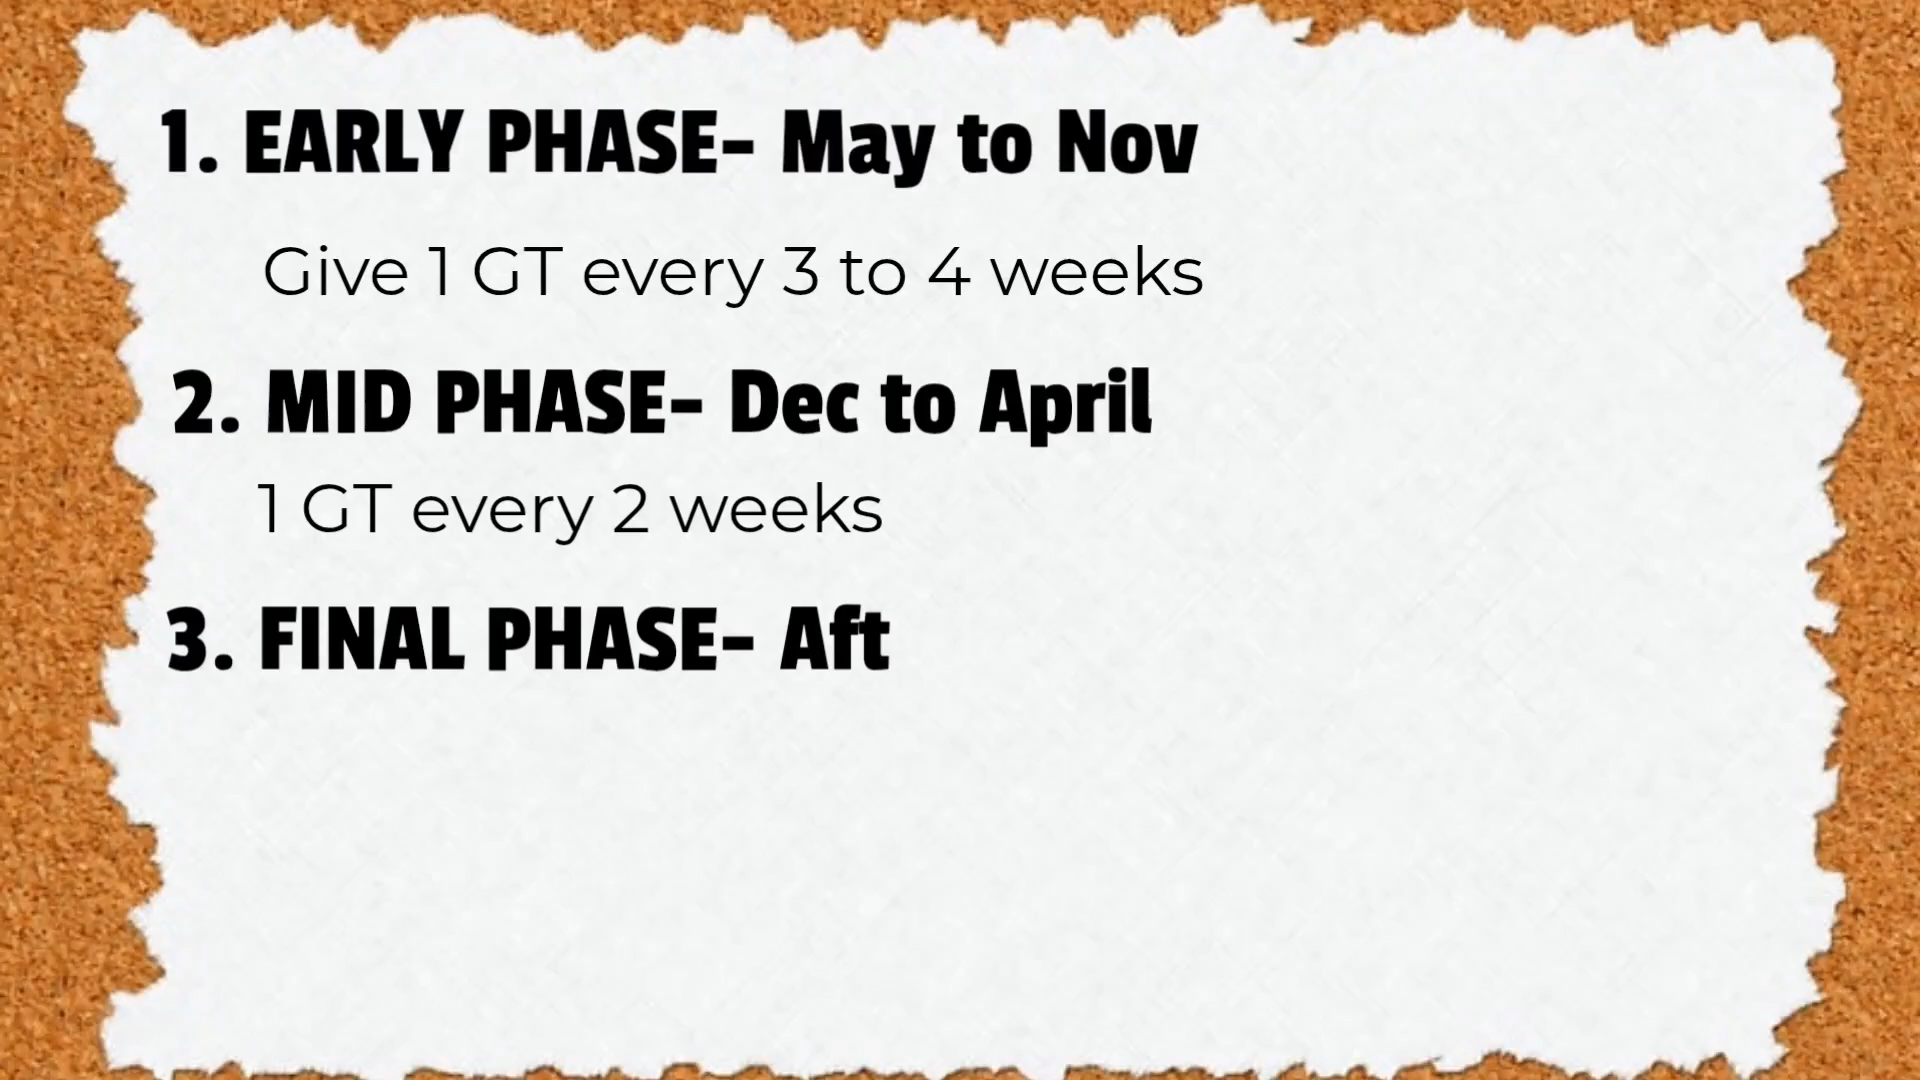 1. EARLY PHASE- May to Nov
Give 1 GT every 3 to 4 weeks
2. MID PHASE- Dec to April
1 GT every 2 weeks
3. FINAL PHASE- Aft